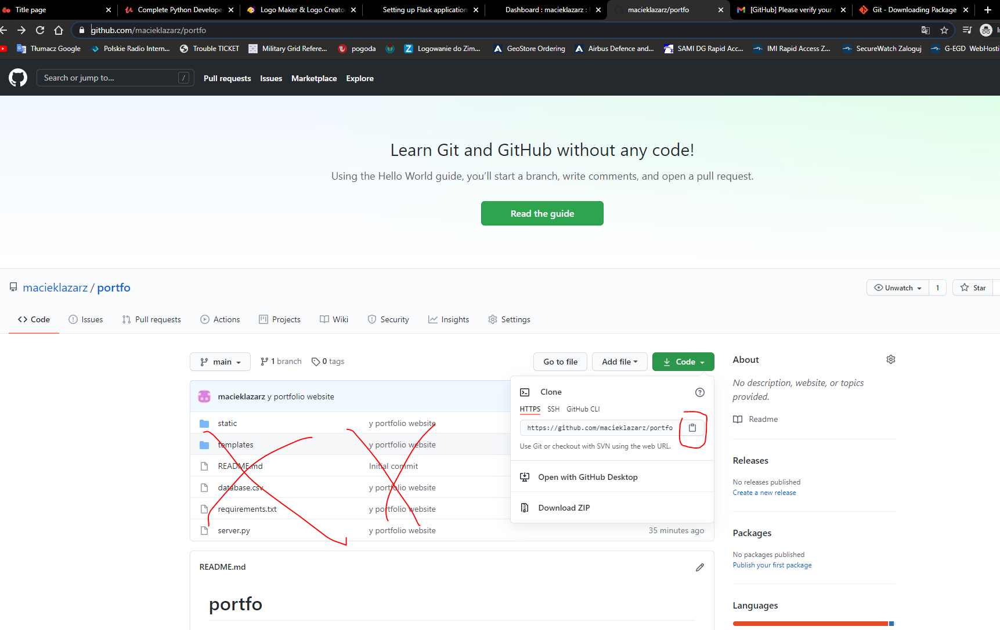 Title page
Complete Python Develope
Logo Maker & Logo Creato
Setting up Flask application
Dashboard : macieklazarz :
macieklazarz/portfo
[GitHub] Please verify your
Git - Downloading Package
github.com/macieklazarz/portfo
Tłumacz Google
Polskie Radio Intern...
Trouble TICKET
Military Grid Refere...
pogoda
Logowanie do Zim...
GeoStore Ordering
Airbus Defence and...
SAMI DG Rapid Acc...
IMI Rapid Access Z...
SecureWatch Zaloguj
G-EGD WebHosti
Search or jump to... /
Pull requests
Issues
Marketplace
Explore
Learn Git and GitHub without any code!
Using the Hello World guide, you’ll start a branch, write comments, and open a pull request.
Read the guide
macieklazarz / portfo
Unwatch 1
Star
Code
Issues
Pull requests
Actions
Projects
Wiki
Security
Insights
Settings
main
1 branch
0 tags
Go to file
Add file
Code
macieklazarz y portfolio website
static y portfolio website
templates y portfolio website
README.md Initial commit
database.csv y portfolio website
requirements.txt y portfolio website
server.py y portfolio website 35 minutes ago
Clone
HTTPS SSH GitHub CLI
https://github.com/macieklazarz/portfo
Use Git or checkout with SVN using the web URL.
Open with GitHub Desktop
Download ZIP
README.md
portfo
About
No description, website, or topics
provided.
Readme
Releases
No releases published
Create a new release
Packages
No packages published
Publish your first package
Languages